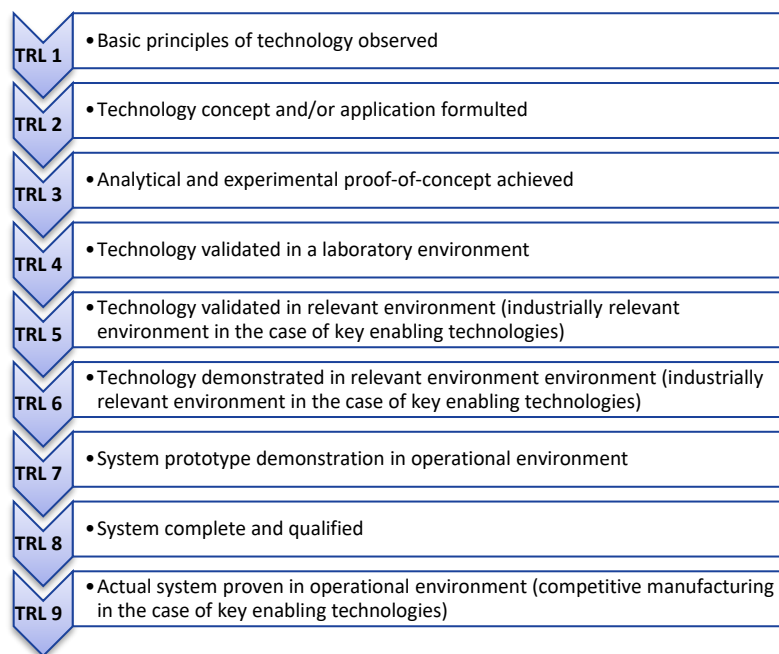 TRL 1
•Basic principles of technology observed
TRL 2
•Technology concept and/or application formulted
TRL 3
•Analytical and experimental proof-of-concept achieved
TRL 4
•Technology validated in a laboratory environment
TRL 5
•Technology validated in relevant environment (industrially relevant
environment in the case of key enabling technologies)
TRL 6
•Technology demonstrated in relevant environment environment (industrially
relevant environment in the case of key enabling technologies)
TRL 7
•System prototype demonstration in operational environment
TRL 8
•System complete and qualified
TRL 9
•Actual system proven in operational environment (competitive manufacturing
in the case of key enabling technologies)